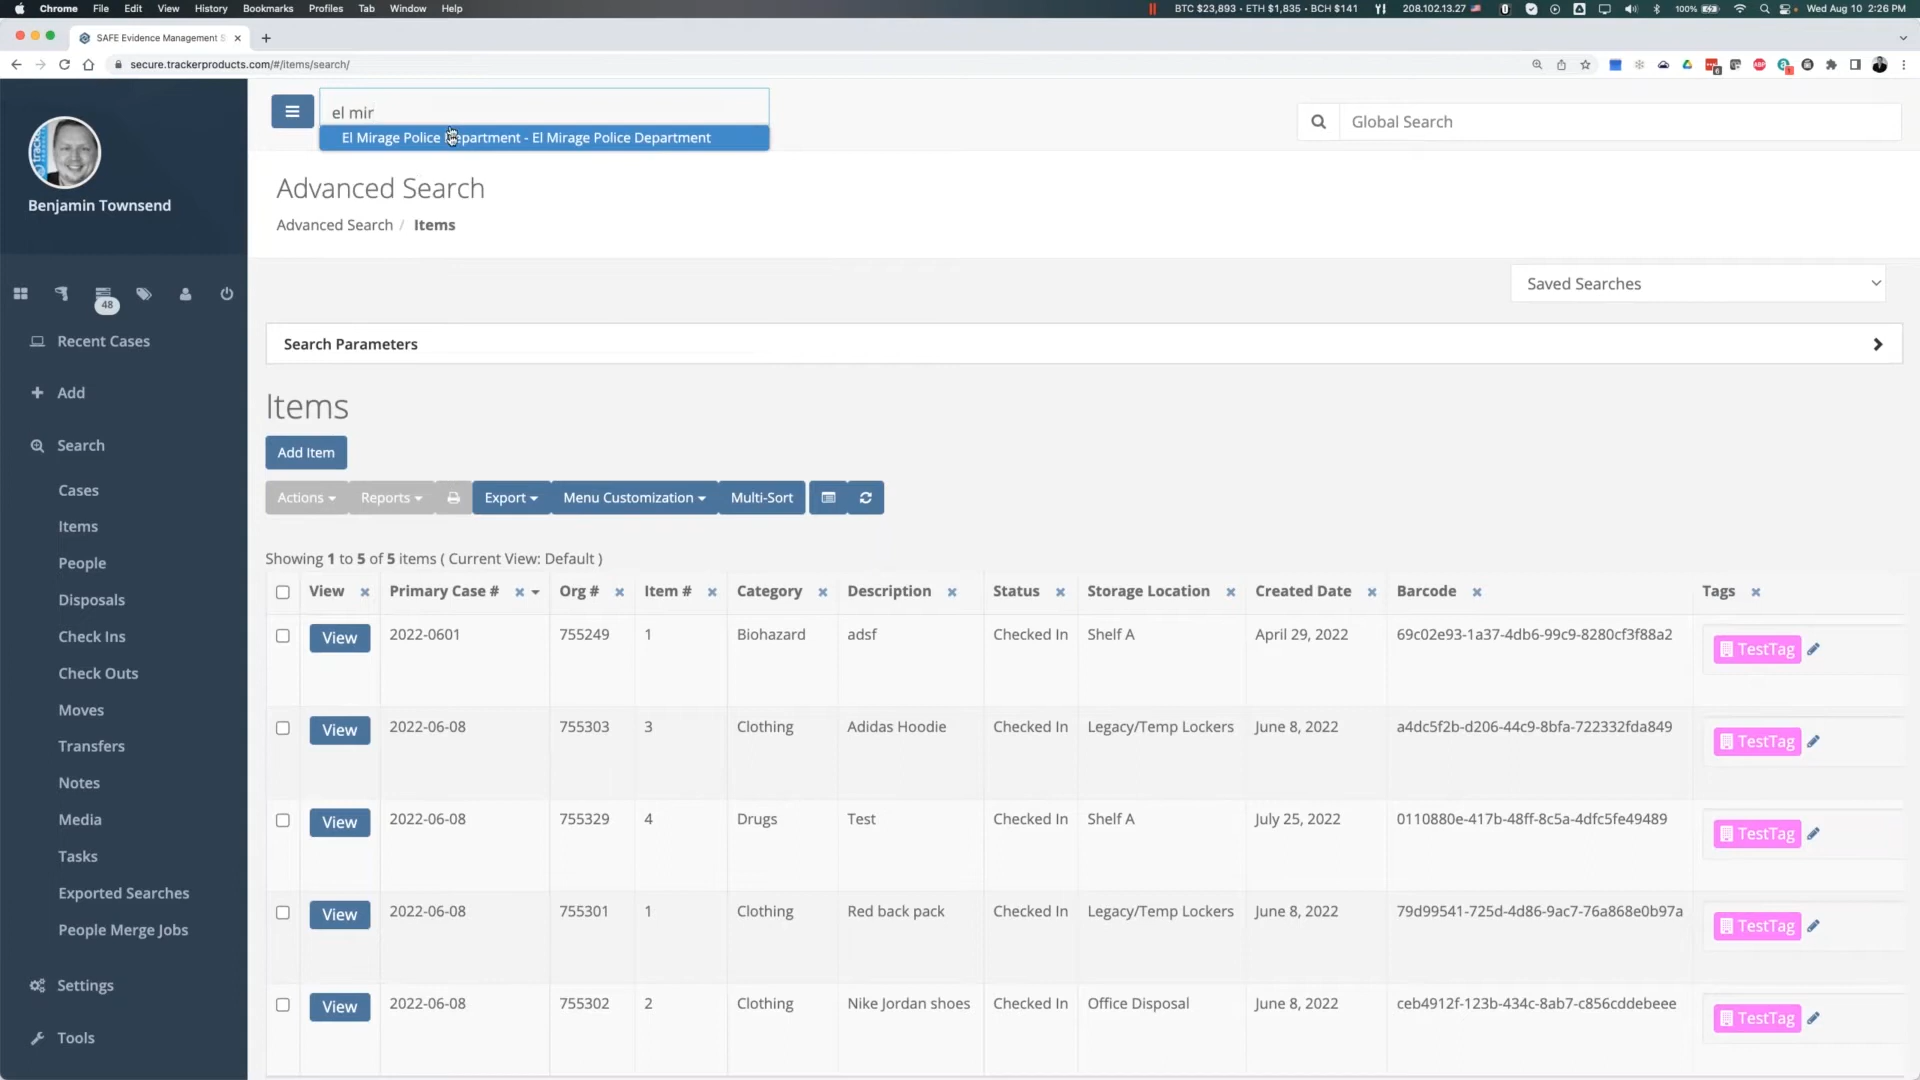 Chrome File Edit View History Bookmarks Profiles Tab Window Help
BTC $23,893 • ETH $1,835 • BCH $141 208.102.13.27 100% Wed Aug 10 2:26 PM
SAFE Evidence Management S
secure.trackerproducts.com/#/items/search/
el mir
El Mirage Police Department - El Mirage Police Department
Global Search
Benjamin Townsend
Advanced Search
Advanced Search / Items
Saved Searches
48
Recent Cases
Add
Search
Cases
Items
People
Disposals
Check Ins
Check Outs
Moves
Transfers
Notes
Media
Tasks
Exported Searches
People Merge Jobs
Settings
Tools
Search Parameters
Items
Add Item
Actions Reports Export Menu Customization Multi-Sort
Showing 1 to 5 of 5 items ( Current View: Default )
View Primary Case # Org # Item # Category Description Status Storage Location Created Date Barcode Tags
View 2022-0601 755249 1 Biohazard adsf Checked In Shelf A April 29, 2022 69c02e93-1a37-4db6-99c9-8280cf3f88a2 TestTag
View 2022-06-08 755303 3 Clothing Adidas Hoodie Checked In Legacy/Temp Lockers June 8, 2022 a4dc5f2b-d206-44c9-8bfa-722332fda849 TestTag
View 2022-06-08 755329 4 Drugs Test Checked In Shelf A July 25, 2022 0110880e-417b-48ff-8c5a-4dfc5fe49489 TestTag
View 2022-06-08 755301 1 Clothing Red back pack Checked In Legacy/Temp Lockers June 8, 2022 79d99541-725d-4d86-9ac7-76a868e0b97a TestTag
View 2022-06-08 755302 2 Clothing Nike Jordan shoes Checked In Office Disposal June 8, 2022 ceb4912f-123b-434c-8ab7-c856cddebeee TestTag